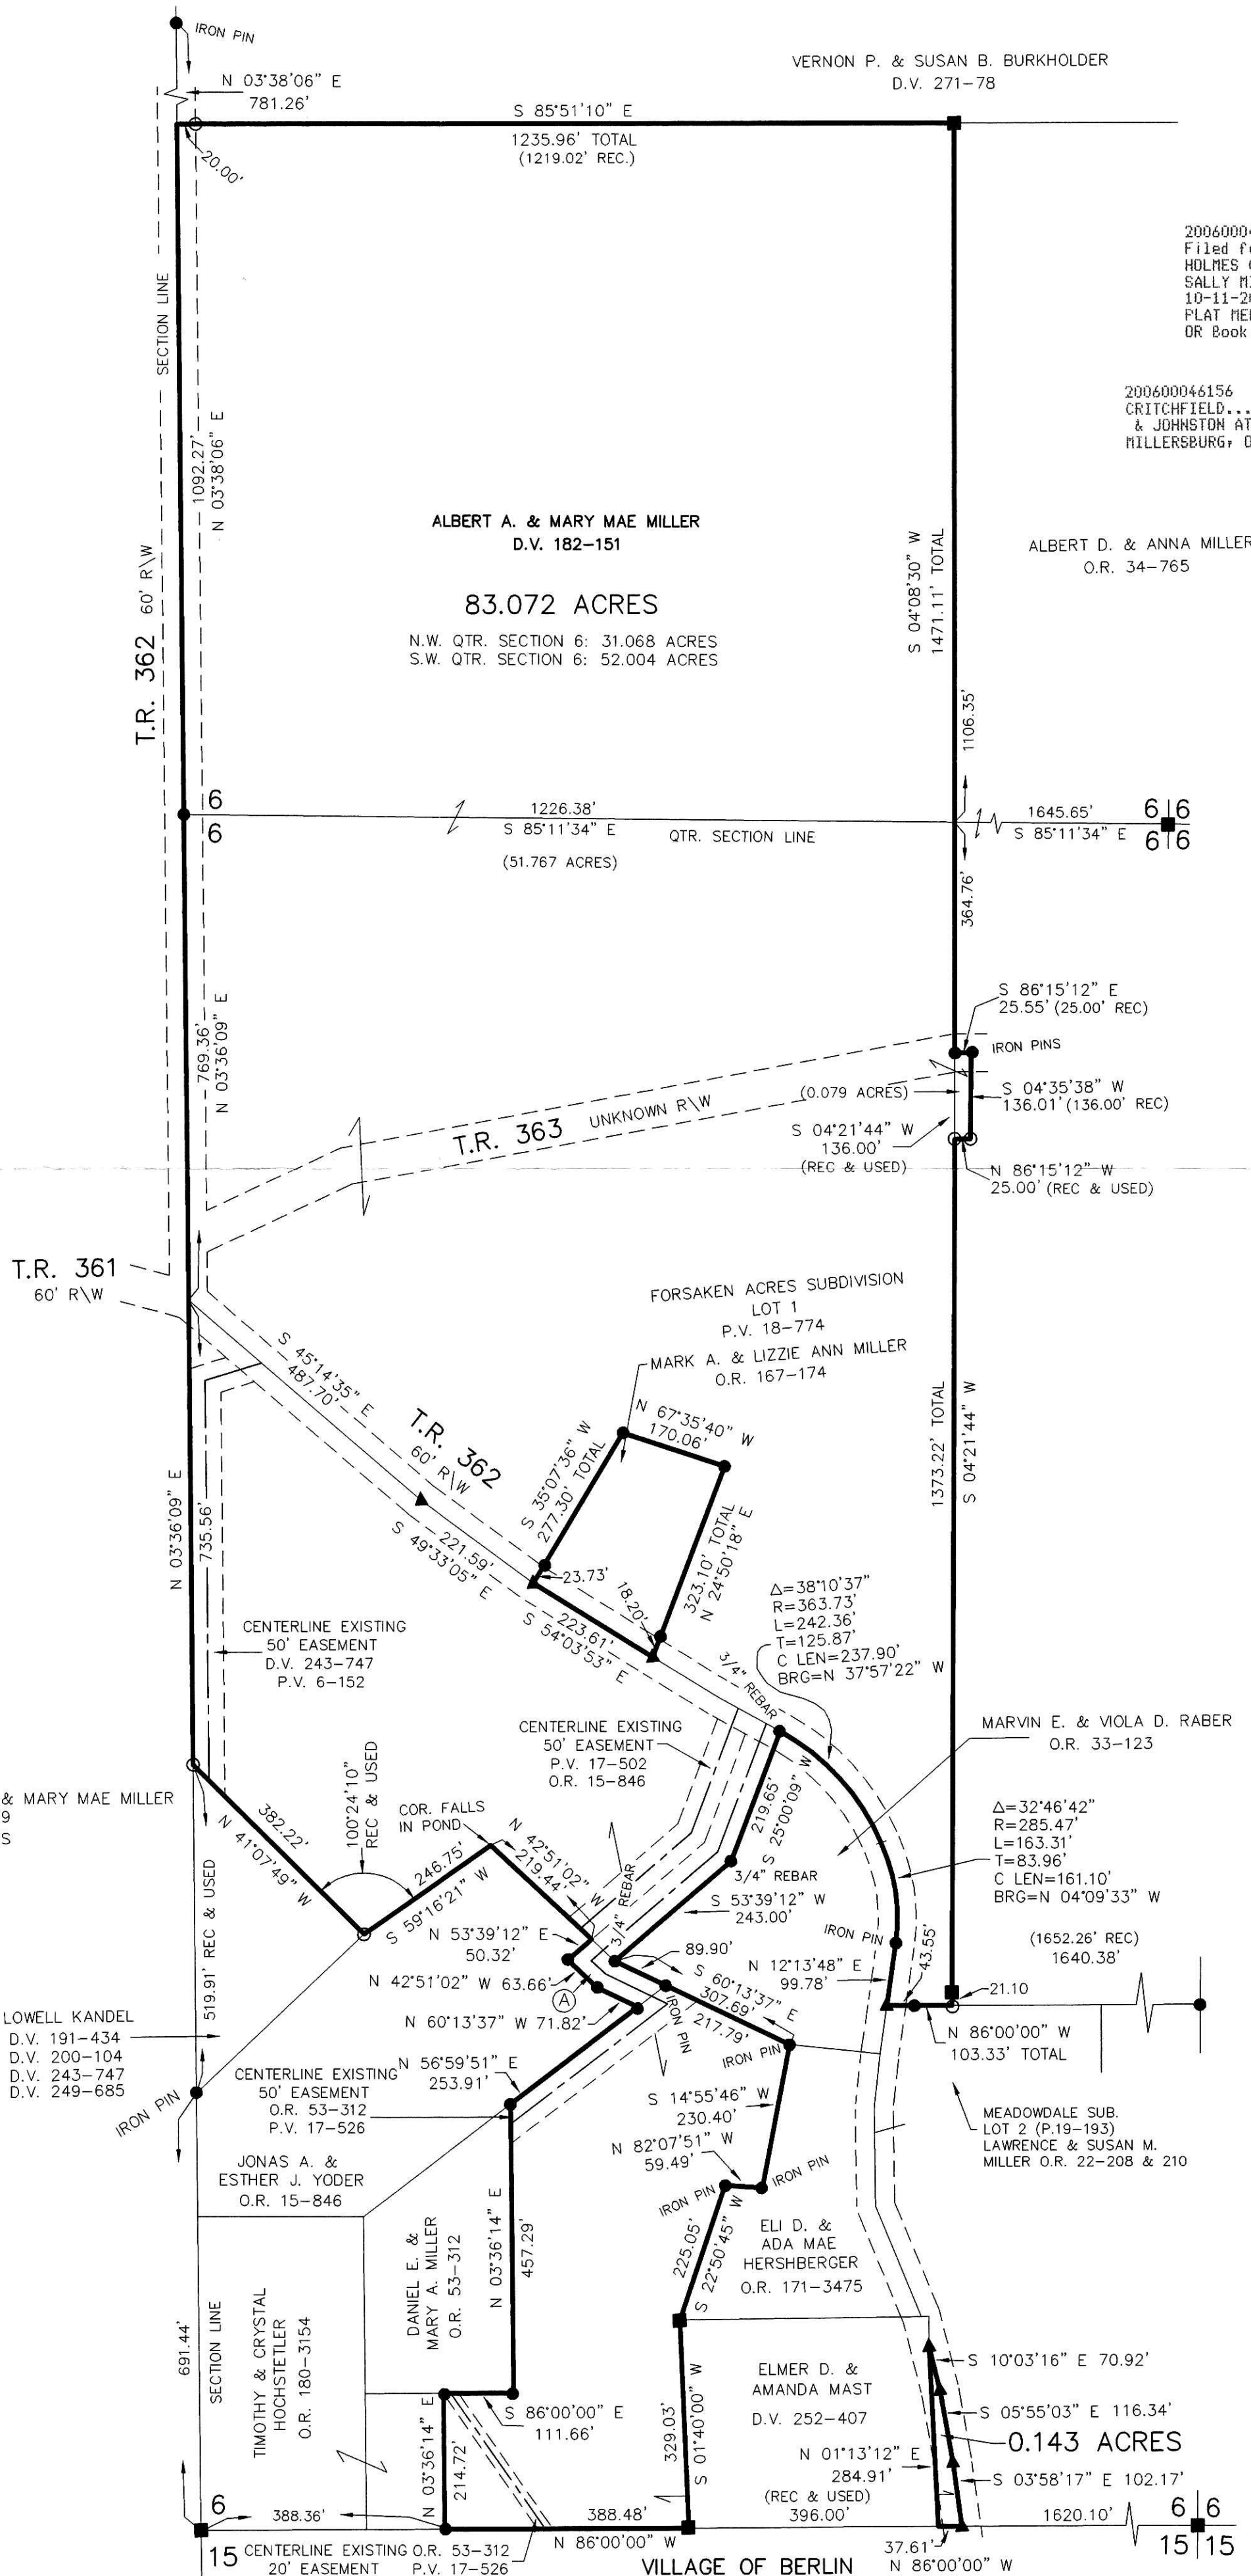 IRON PIN
N 03°38'06" E
781.26'
VERNON P. & SUSAN B. BURKHOLDER
D.V. 271-78
S 85°51'10" E
1235.96' TOTAL
(1219.02' REC.)
20.00'
SECTION LINE
1092.27'
N 03°38'06" E
HOLMES
10-11-2
OR Book
200600046156
CRITCHFIELD...
& JOHNSTON AT
MILLERSBURG, O
ALBERT A. & MARY MAE MILLER
D.V. 182-151
83.072 ACRES
N.W. QTR. SECTION 6: 31.068 ACRES
S.W. QTR. SECTION 6: 52.004 ACRES
ALBERT D. & ANNA MILLER
O.R. 34-765
S 04°08'30" W
1471.11' TOTAL
T.R. 362 60' R\W
1106.35'
6
6
1226.38'
S 85°11'34" E
QTR. SECTION LINE
(51.767 ACRES)
1645.65'
S 85°11'34" E
6|6
6|6
364.76'
769.36'
N 03°36'09" E
S 86°15'12" E
25.55' (25.00' REC)
IRON PINS
(0.079 ACRES)
S 04°35'38" W
136.01' (136.00' REC)
S 04°21'44" W
136.00'
(REC & USED)
N 86°15'12" W
25.00' (REC & USED)
T.R. 363 UNKNOWN R\W
T.R. 361
60' R\W
FORSAKEN ACRES SUBDIVISION
LOT 1
P.V. 18-774
MARK A. & LIZZIE ANN MILLER
O.R. 167-174
S 45°14'35" E
487.70'
T.R. 362
60' R\W
N 67°35'40" W
170.06'
S 35°07'36" W
277.30' TOTAL
323.10' TOTAL
N 24°50'18" E
1373.22' TOTAL
S 04°21'44" W
N 03°36'09" E
735.56'
221.59'
S 49°33'05" E
23.73'
18.20'
223.61'
S 54°03'53" E
Δ=38°10'37"
R=363.73'
L=242.36'
T=125.87'
C LEN=237.90'
BRG=N 37°57'22" W
3/4" REBAR
CENTERLINE EXISTING
50' EASEMENT
D.V. 243-747
P.V. 6-152
CENTERLINE EXISTING
50' EASEMENT
P.V. 17-502
O.R. 15-846
MARVIN E. & VIOLA D. RABER
O.R. 33-123
& MARY MAE MILLER
9
S
382.22'
N 41°07'49" W
100°24'10"
REC & USED
COR. FALLS
IN POND
246.75'
S 59°16'21" W
N 42°51'02" W
219.44'
219.65'
S 25°00'09" W
3/4" REBAR
3/4" REBAR
S 53°39'12" W
243.00'
Δ=32°46'42"
R=285.47'
L=163.31'
T=83.96'
C LEN=161.10'
BRG=N 04°09'33" W
519.91' REC & USED
N 53°39'12" E
50.32'
89.90'
IRON PIN
N 12°13'48" E
99.78'
43.55'
(1652.26' REC)
1640.38'
21.10
N 42°51'02" W 63.66'
A
N 60°13'37" W 71.82'
S 60°13'37" E
307.69'
217.79'
IRON PIN
IRON PIN
N 86°00'00" W
103.33' TOTAL
LOWELL KANDEL
D.V. 191-434
D.V. 200-104
D.V. 243-747
D.V. 249-685
IRON PIN
CENTERLINE EXISTING
50' EASEMENT
O.R. 53-312
P.V. 17-526
N 56°59'51" E
253.91'
S 14°55'46" W
230.40'
N 82°07'51" W
59.49'
IRON PIN
IRON PIN
MEADOWDALE SUB.
LOT 2 (P.19-193)
LAWRENCE & SUSAN M.
MILLER O.R. 22-208 & 210
JONAS A. &
ESTHER J. YODER
O.R. 15-846
DANIEL E. &
MARY A. MILLER
O.R. 53-312
N 03°36'14" E
457.29'
225.05'
S 22°50'45" W
ELI D. &
ADA MAE
HERSHBERGER
O.R. 171-3475
691.44'
SECTION LINE
TIMOTHY & CRYSTAL
HOCHSTETLER
O.R. 180-3154
S 86°00'00" E
111.66'
N 03°36'14" E
214.72'
329.03'
S 01°40'00" W
ELMER D. &
AMANDA MAST
D.V. 252-407
S 10°03'16" E 70.92'
S 05°55'03" E 116.34'
0.143 ACRES
N 01°13'12" E
284.91'
(REC & USED)
S 03°58'17" E 102.17'
6
15
388.36'
388.48'
N 86°00'00" W
396.00'
37.61'
N 86°00'00" W
1620.10'
6|6
15|15
CENTERLINE EXISTING O.R. 53-312
20' EASEMENT P.V. 17-526
VILLAGE OF BERLIN